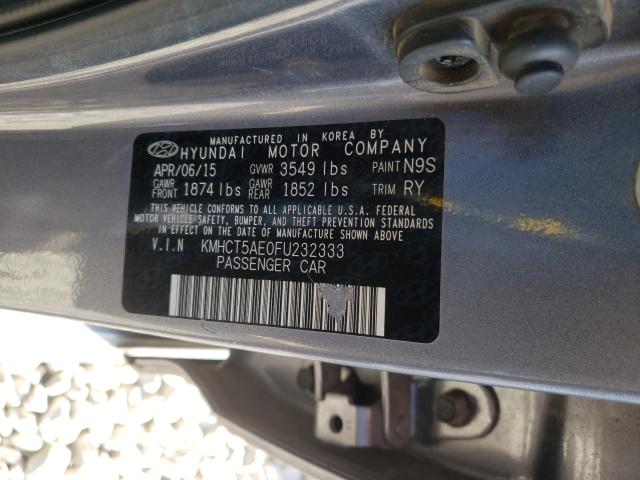 MANUFACTURED IN KOREA BY
HYUNDAI MOTOR COMPANY
APR/06/15 GVWR 3549 lbs PAINT N9S
GAWR FRONT 1874 lbs GAWR REAR 1852 lbs TRIM RY
THIS VEHICLE CONFORMS TO ALL APPLICABLE U.S.A. FEDERAL
MOTOR VEHICLE SAFETY, BUMPER, AND THEFT PREVENTION STANDARDS
IN EFFECT ON THE DATE OF MANUFACTURE SHOWN ABOVE.
V.I.N KMHCT5AE0FU232333
PASSENGER CAR